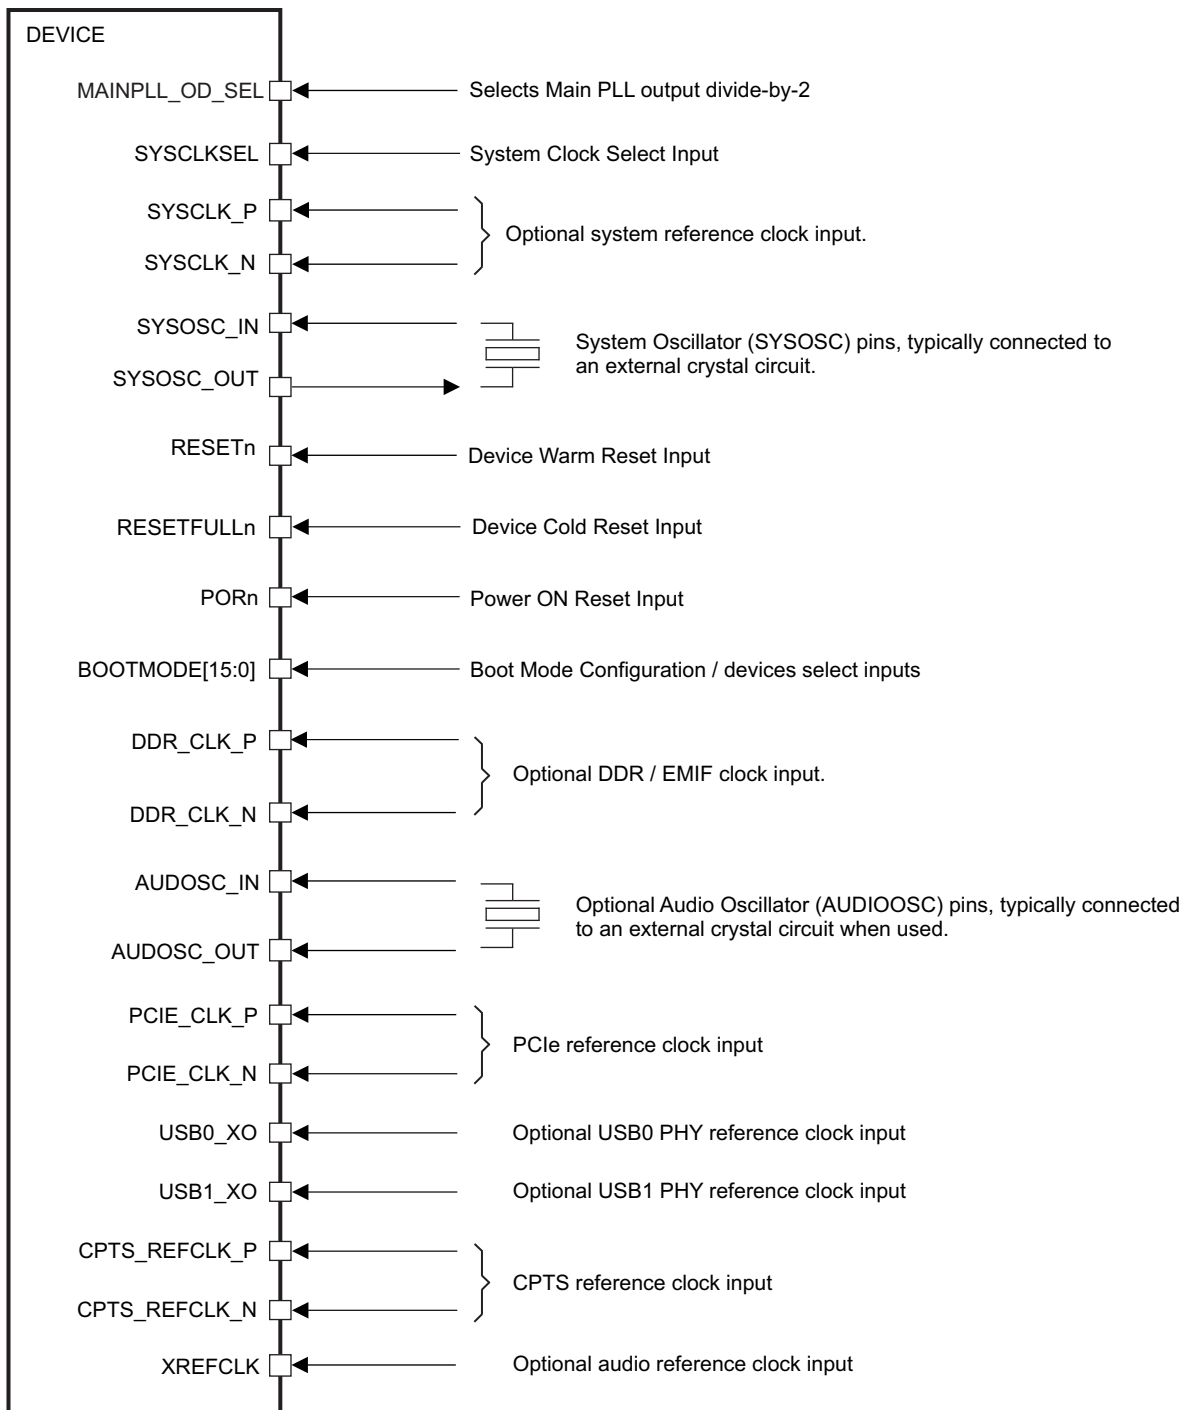 DEVICE
MAINPLL_OD_SEL Selects Main PLL output divide-by-2
SYSCLKSEL System Clock Select Input
SYSCLK_P
Optional system reference clock input.
SYSCLK_N
SYSOSC_IN
System Oscillator (SYSOSC) pins, typically connected to
an external crystal circuit.
SYSOSC_OUT
RESETn Device Warm Reset Input
RESETFULLn Device Cold Reset Input
PORn Power ON Reset Input
BOOTMODE[15:0] Boot Mode Configuration / devices select inputs
DDR_CLK_P
Optional DDR / EMIF clock input.
DDR_CLK_N
AUDOSC_IN
Optional Audio Oscillator (AUDIOOSC) pins, typically connected
to an external crystal circuit when used.
AUDOSC_OUT
PCIE_CLK_P
PCIe reference clock input
PCIE_CLK_N
USB0_XO Optional USB0 PHY reference clock input
USB1_XO Optional USB1 PHY reference clock input
CPTS_REFCLK_P
CPTS reference clock input
CPTS_REFCLK_N
XREFCLK Optional audio reference clock input